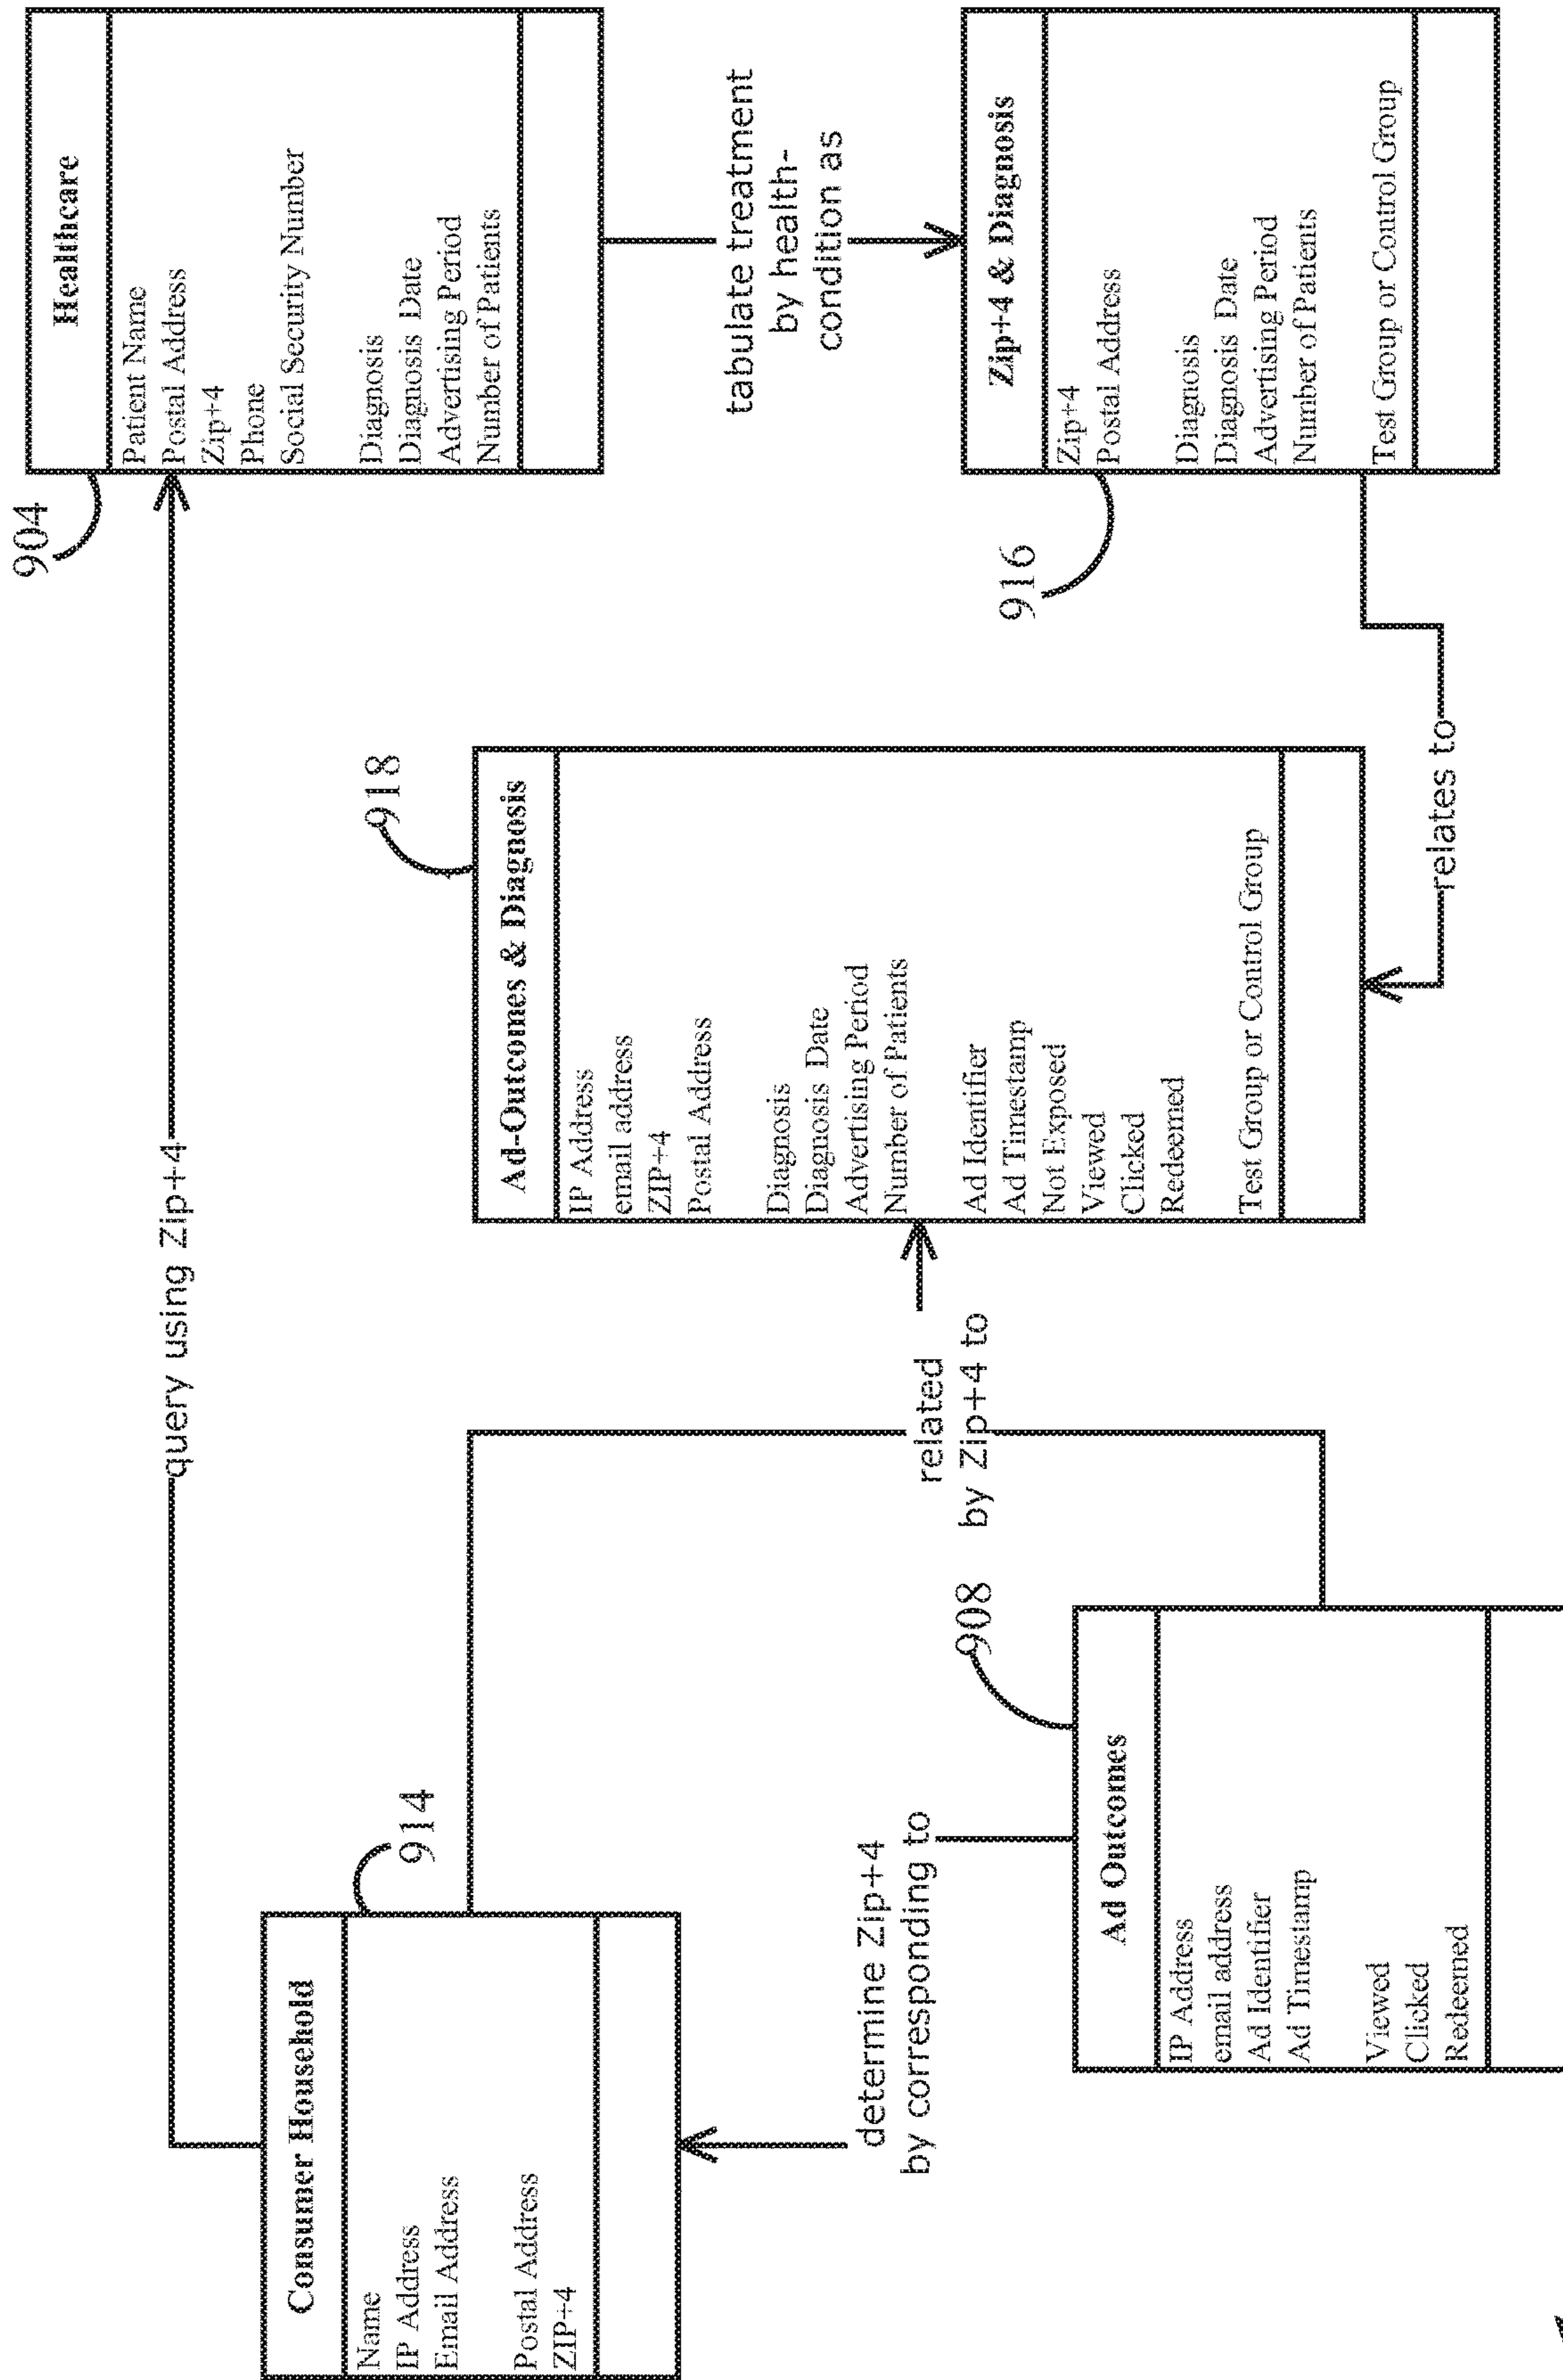 query using Zip+4
Consumer Household
Name
IP Address
Email Address
Postal Address
ZIP+4
914
904
Healthcare
Patient Name
Postal Address
Zip+4
Phone
Social Security Number
Diagnosis
Diagnosis Date
Advertising Period
Number of Patients
918
Ad-Outcomes & Diagnosis
IP Address
email address
ZIP+4
Postal Address
Diagnosis
Diagnosis Date
Advertising Period
Number of Patients
Ad Identifier
Ad Timestamp
Not Exposed
Viewed
Clicked
Redeemed
Test Group or Control Group
tabulate treatment
by health-
condition as
determine Zip+4
by corresponding to
related
by Zip+4 to
908
Ad Outcomes
IP Address
email address
Ad Identifier
Ad Timestamp
Viewed
Clicked
Redeemed
916
Zip+4 & Diagnosis
Zip+4
Postal Address
Diagnosis
Diagnosis Date
Advertising Period
Number of Patients
Test Group or Control Group
relates to